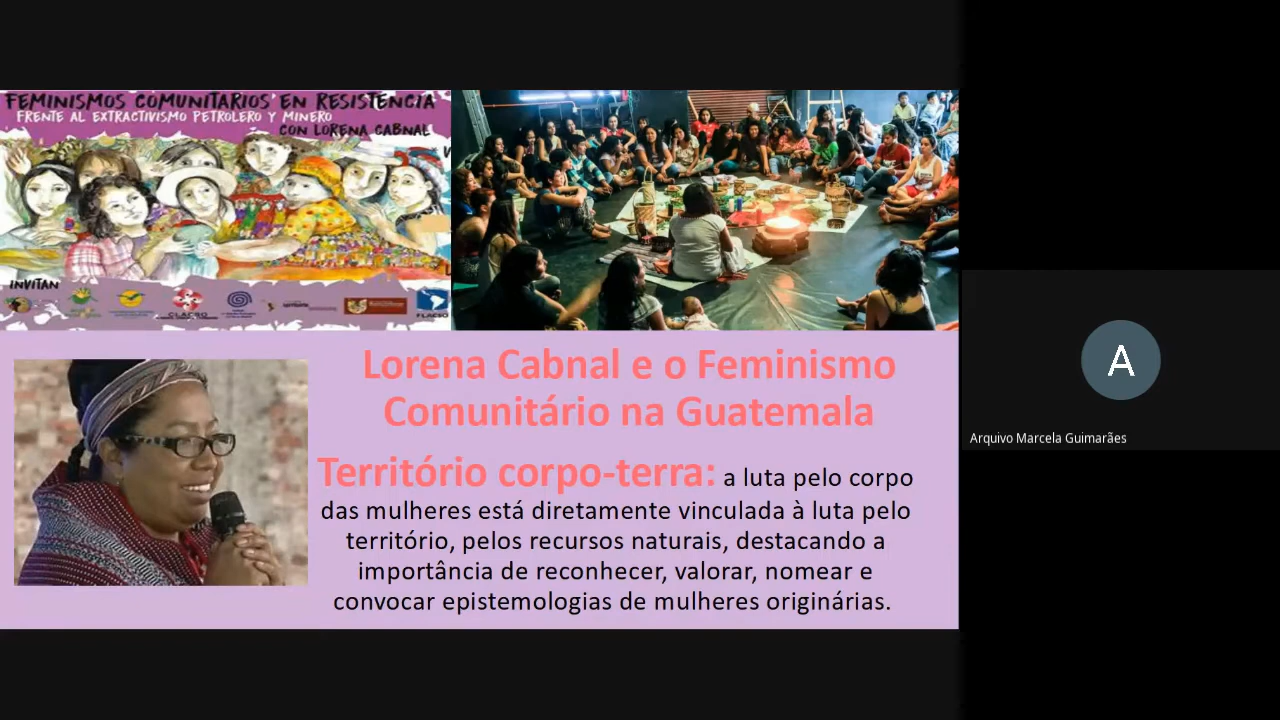 FEMINISMOS COMUNITARIOS EN RESISTENCIA
FRENTE AL EXTRACTIVISMO PETROLERO Y MINERO
CON LORENA CABNAL
INVITAN
CLACSO
FLACSO
Lorena Cabnal e o Feminismo
Comunitário na Guatemala
Território corpo-terra: a luta pelo corpo
das mulheres está diretamente vinculada à luta pelo
território, pelos recursos naturais, destacando a
importância de reconhecer, valorar, nomear e
convocar epistemologias de mulheres originárias.
A
Arquivo Marcela Guimarães